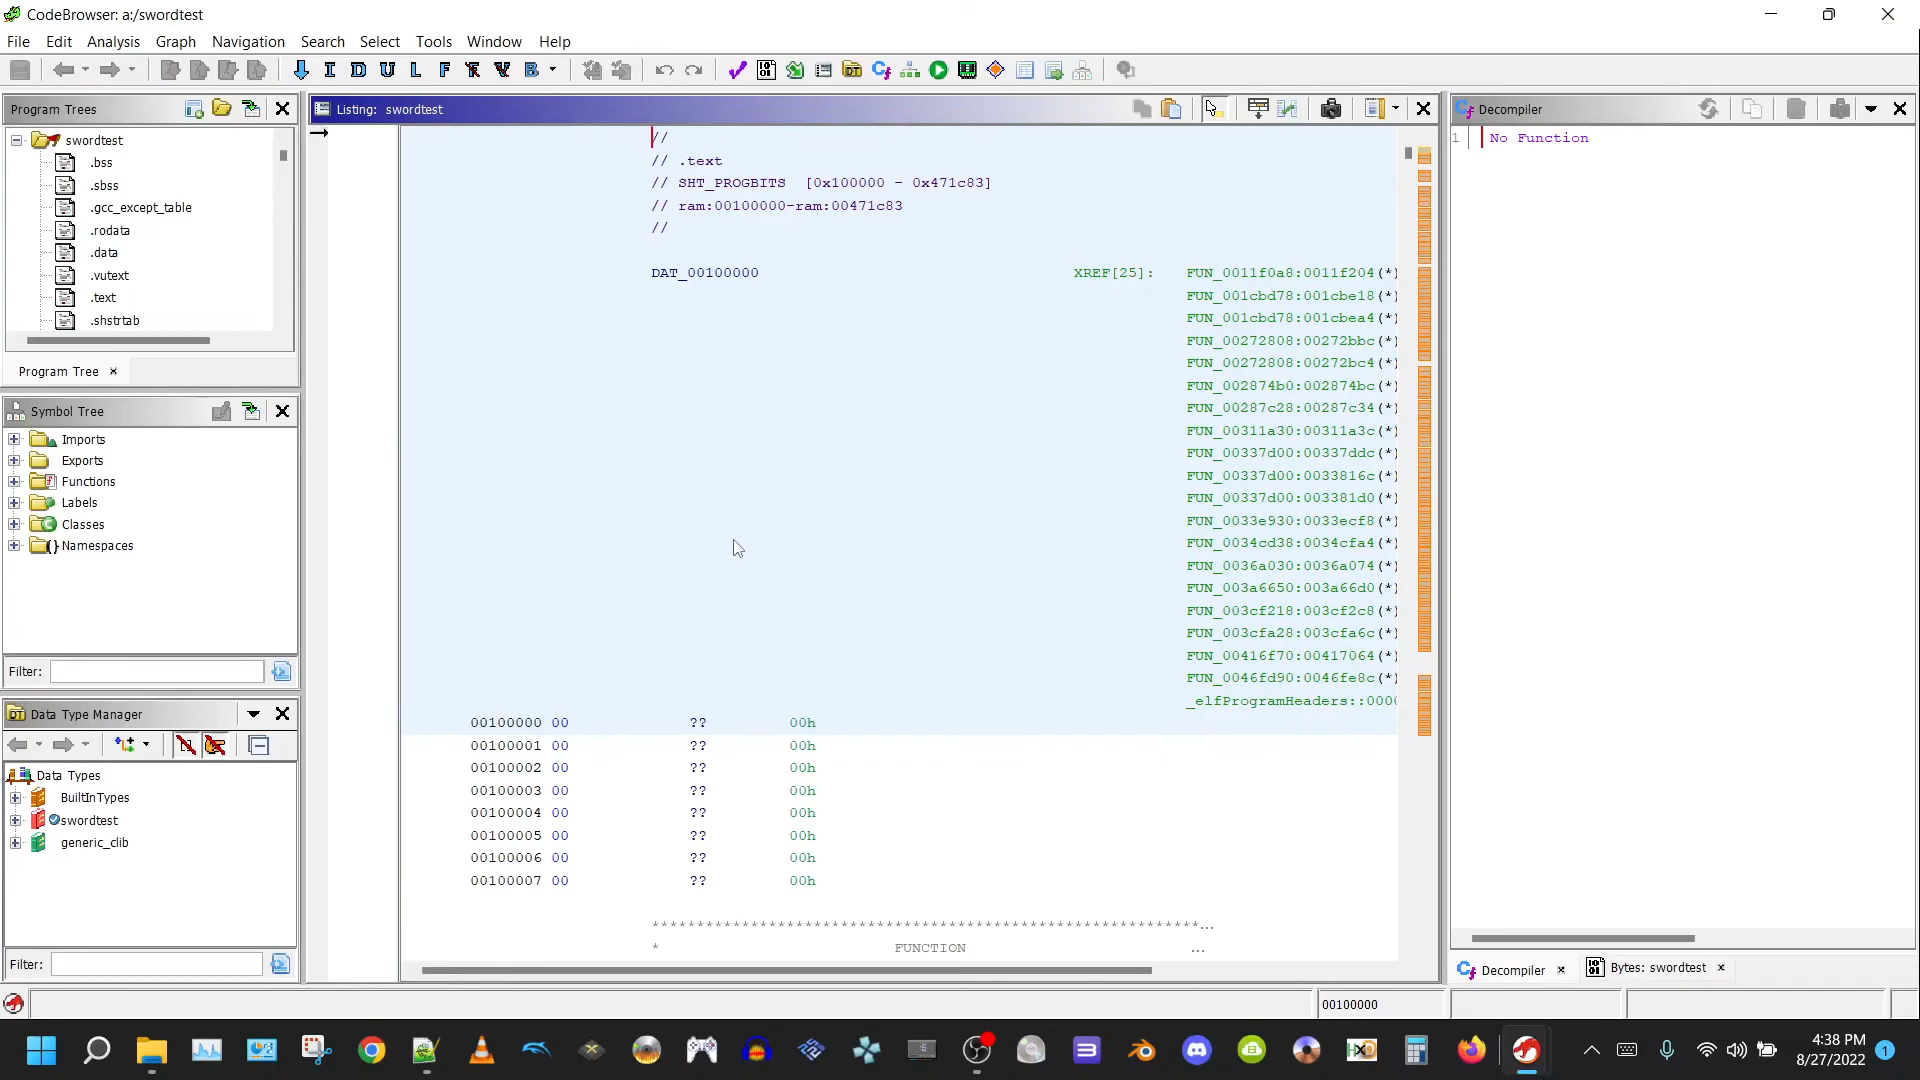 CodeBrowser: a:/swordtest
File Edit Analysis Graph Navigation Search Select Tools Window Help
I D U L F B
Program Trees
swordtest
.bss
.sbss
.gcc_except_table
.rodata
.data
.vutext
.text
.shstrtab
Program Tree ×
Symbol Tree
Imports
Exports
Functions
Labels
Classes
Namespaces
Filter:
Data Type Manager
Data Types
BuiltInTypes
swordtest
generic_clib
Filter:
Listing: swordtest
//
// .text
// SHT_PROGBITS [0x100000 - 0x471c83]
// ram:00100000-ram:00471c83
//
DAT_00100000 XREF[25]: FUN_0011f0a8:0011f204(*)
FUN_001cbd78:001cbe18(*)
FUN_001cbd78:001cbea4(*)
FUN_00272808:00272bbc(*)
FUN_00272808:00272bc4(*)
FUN_002874b0:002874bc(*)
FUN_00287c28:00287c34(*)
FUN_00311a30:00311a3c(*)
FUN_00337d00:00337ddc(*)
FUN_00337d00:0033816c(*)
FUN_00337d00:003381d0(*)
FUN_0033e930:0033ecf8(*)
FUN_0034cd38:0034cfa4(*)
FUN_0036a030:0036a074(*)
FUN_003a6650:003a66d0(*)
FUN_003cf218:003cf2c8(*)
FUN_003cfa28:003cfa6c(*)
FUN_00416f70:00417064(*)
FUN_0046fd90:0046fe8c(*)
_elfProgramHeaders::000
00100000 00 ?? 00h
00100001 00 ?? 00h
00100002 00 ?? 00h
00100003 00 ?? 00h
00100004 00 ?? 00h
00100005 00 ?? 00h
00100006 00 ?? 00h
00100007 00 ?? 00h
*************************************************************...
* FUNCTION ...
Decompiler
1 No Function
Decompiler × Bytes: swordtest ×
00100000
4:38 PM
8/27/2022
1